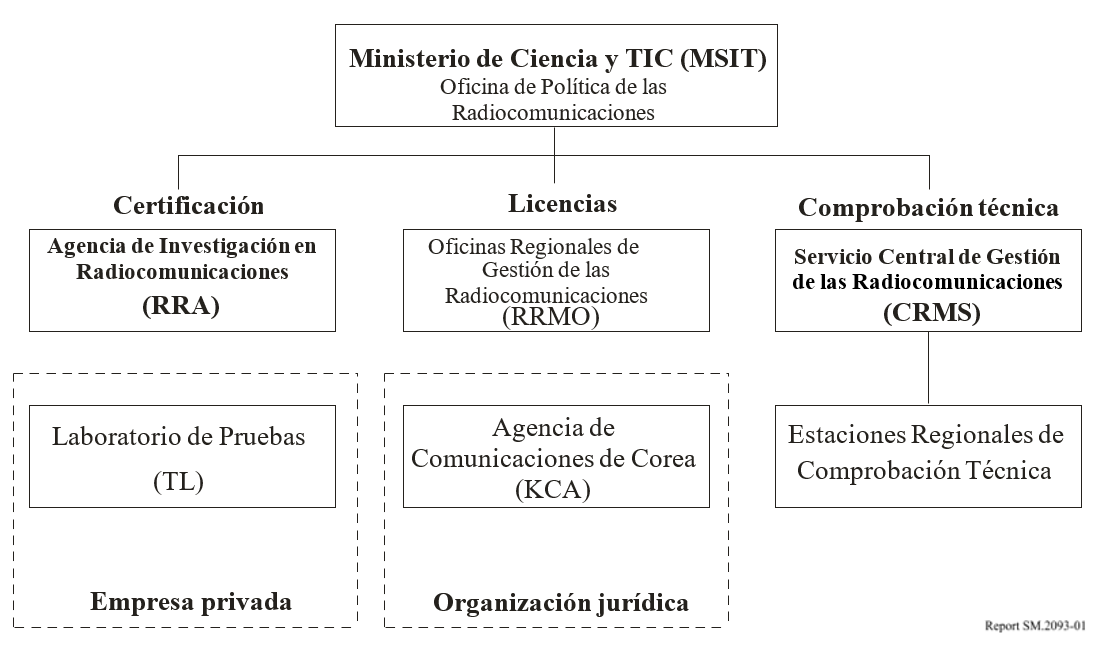 Ministerio de Ciencia y TIC (MSIT)
Oficina de Política de las
Radiocomunicaciones
Certificación
Agencia de Investigación en
Radiocomunicaciones
(RRA)
Licencias
Oficinas Regionales de
Gestión de las
Radiocomunicaciones
(RRMO)
Comprobación técnica
Servicio Central de Gestión
de las Radiocomunicaciones
(CRMS)
Laboratorio de Pruebas
(TL)
Empresa privada
Agencia de
Comunicaciones de Corea
(KCA)
Organización jurídica
Estaciones Regionales de
Comprobación Técnica
Report SM.2093-01